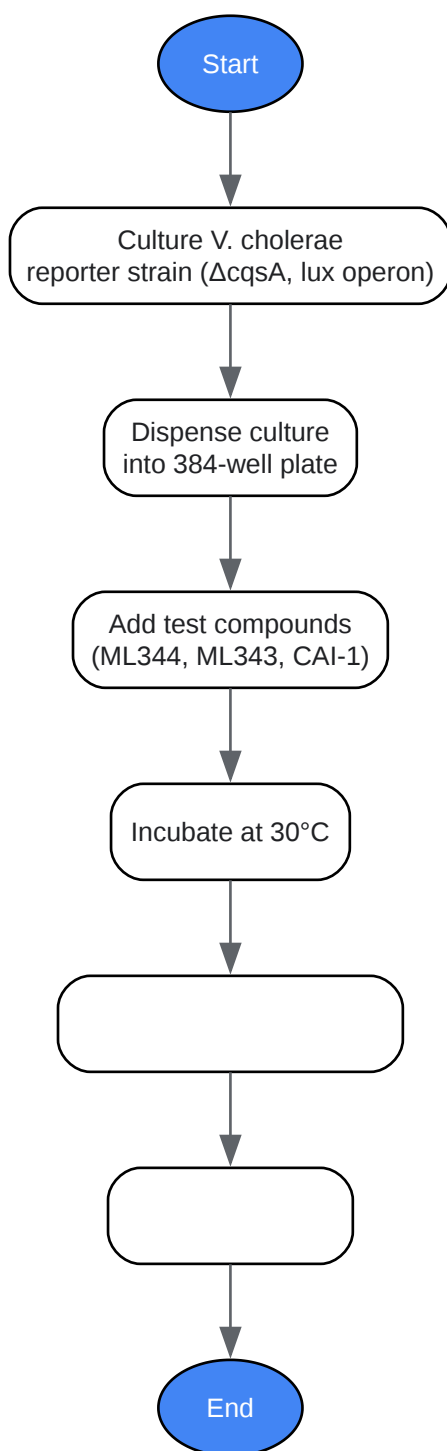 Start
Culture V. cholerae
reporter strain (ΔcqsA, lux operon)
Dispense culture
into 384-well plate
Add test compounds
(ML344, ML343, CAI-1)
Incubate at 30°C
End